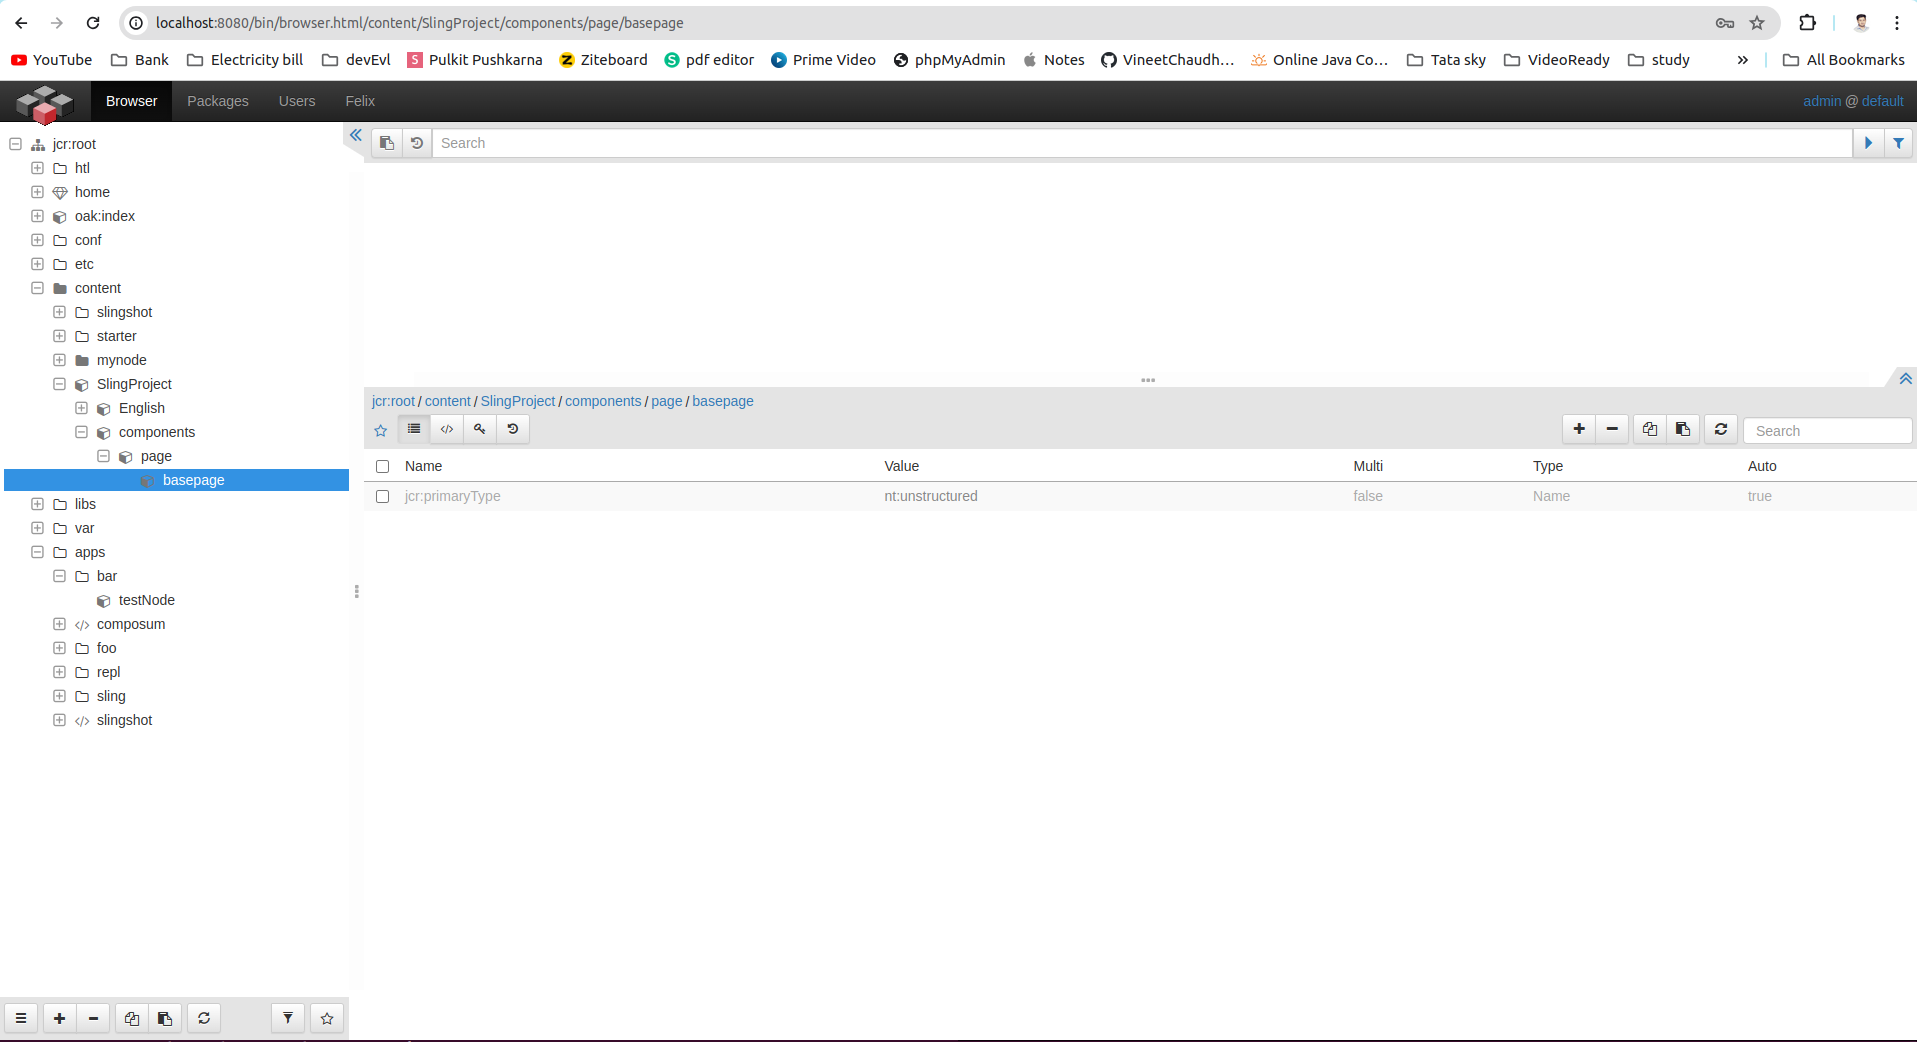 localhost:8080/bin/browser.html/content/SlingProject/components/page/basepage
YouTube Bank Electricity bill devEvl S Pulkit Pushkarna Z Ziteboard S pdf editor Prime Video phpMyAdmin Notes VineetChaudh... Online Java Co... Tata sky VideoReady study » All Bookmarks
Browser Packages Users Felix admin @ default
Search
jcr:root
htl
home
oak:index
conf
etc
content
slingshot
starter
mynode
SlingProject
English
components
page
basepage
libs
var
apps
bar
testNode
composum
foo
repl
sling
slingshot
jcr:root / content / SlingProject / components / page / basepage
Search
Name Value Multi Type Auto
jcr:primaryType nt:unstructured false Name true